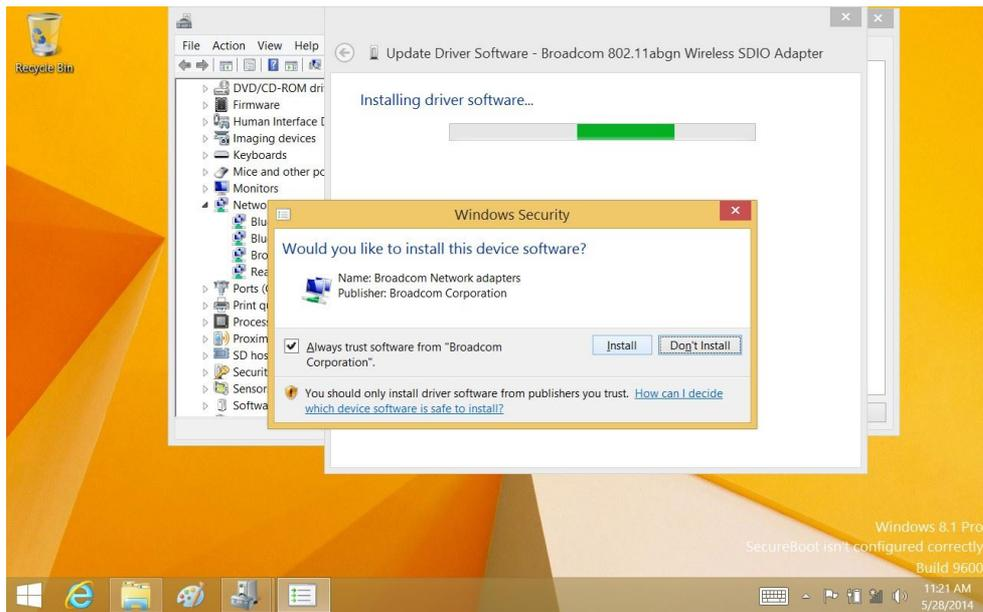 Recycle Bin
File Action View Help
DVD/CD-ROM dri
Firmware
Human Interface D
Imaging devices
Keyboards
Mice and other po
Monitors
Netwo
Blu
Blu
Bro
Rea
Ports (
Print q
Proces
Proxim
SD hos
Securit
Sensor
Softwa
Update Driver Software - Broadcom 802.11abgn Wireless SDIO Adapter
Installing driver software...
Windows Security
Would you like to install this device software?
Name: Broadcom Network adapters
Publisher: Broadcom Corporation
Always trust software from "Broadcom
Corporation".
Install
Don't Install
You should only install driver software from publishers you trust. How can I decide
which device software is safe to install?
Windows 8.1 Pro
SecureBoot isn't configured correctly
Build 9600
11:21 AM
5/28/2014